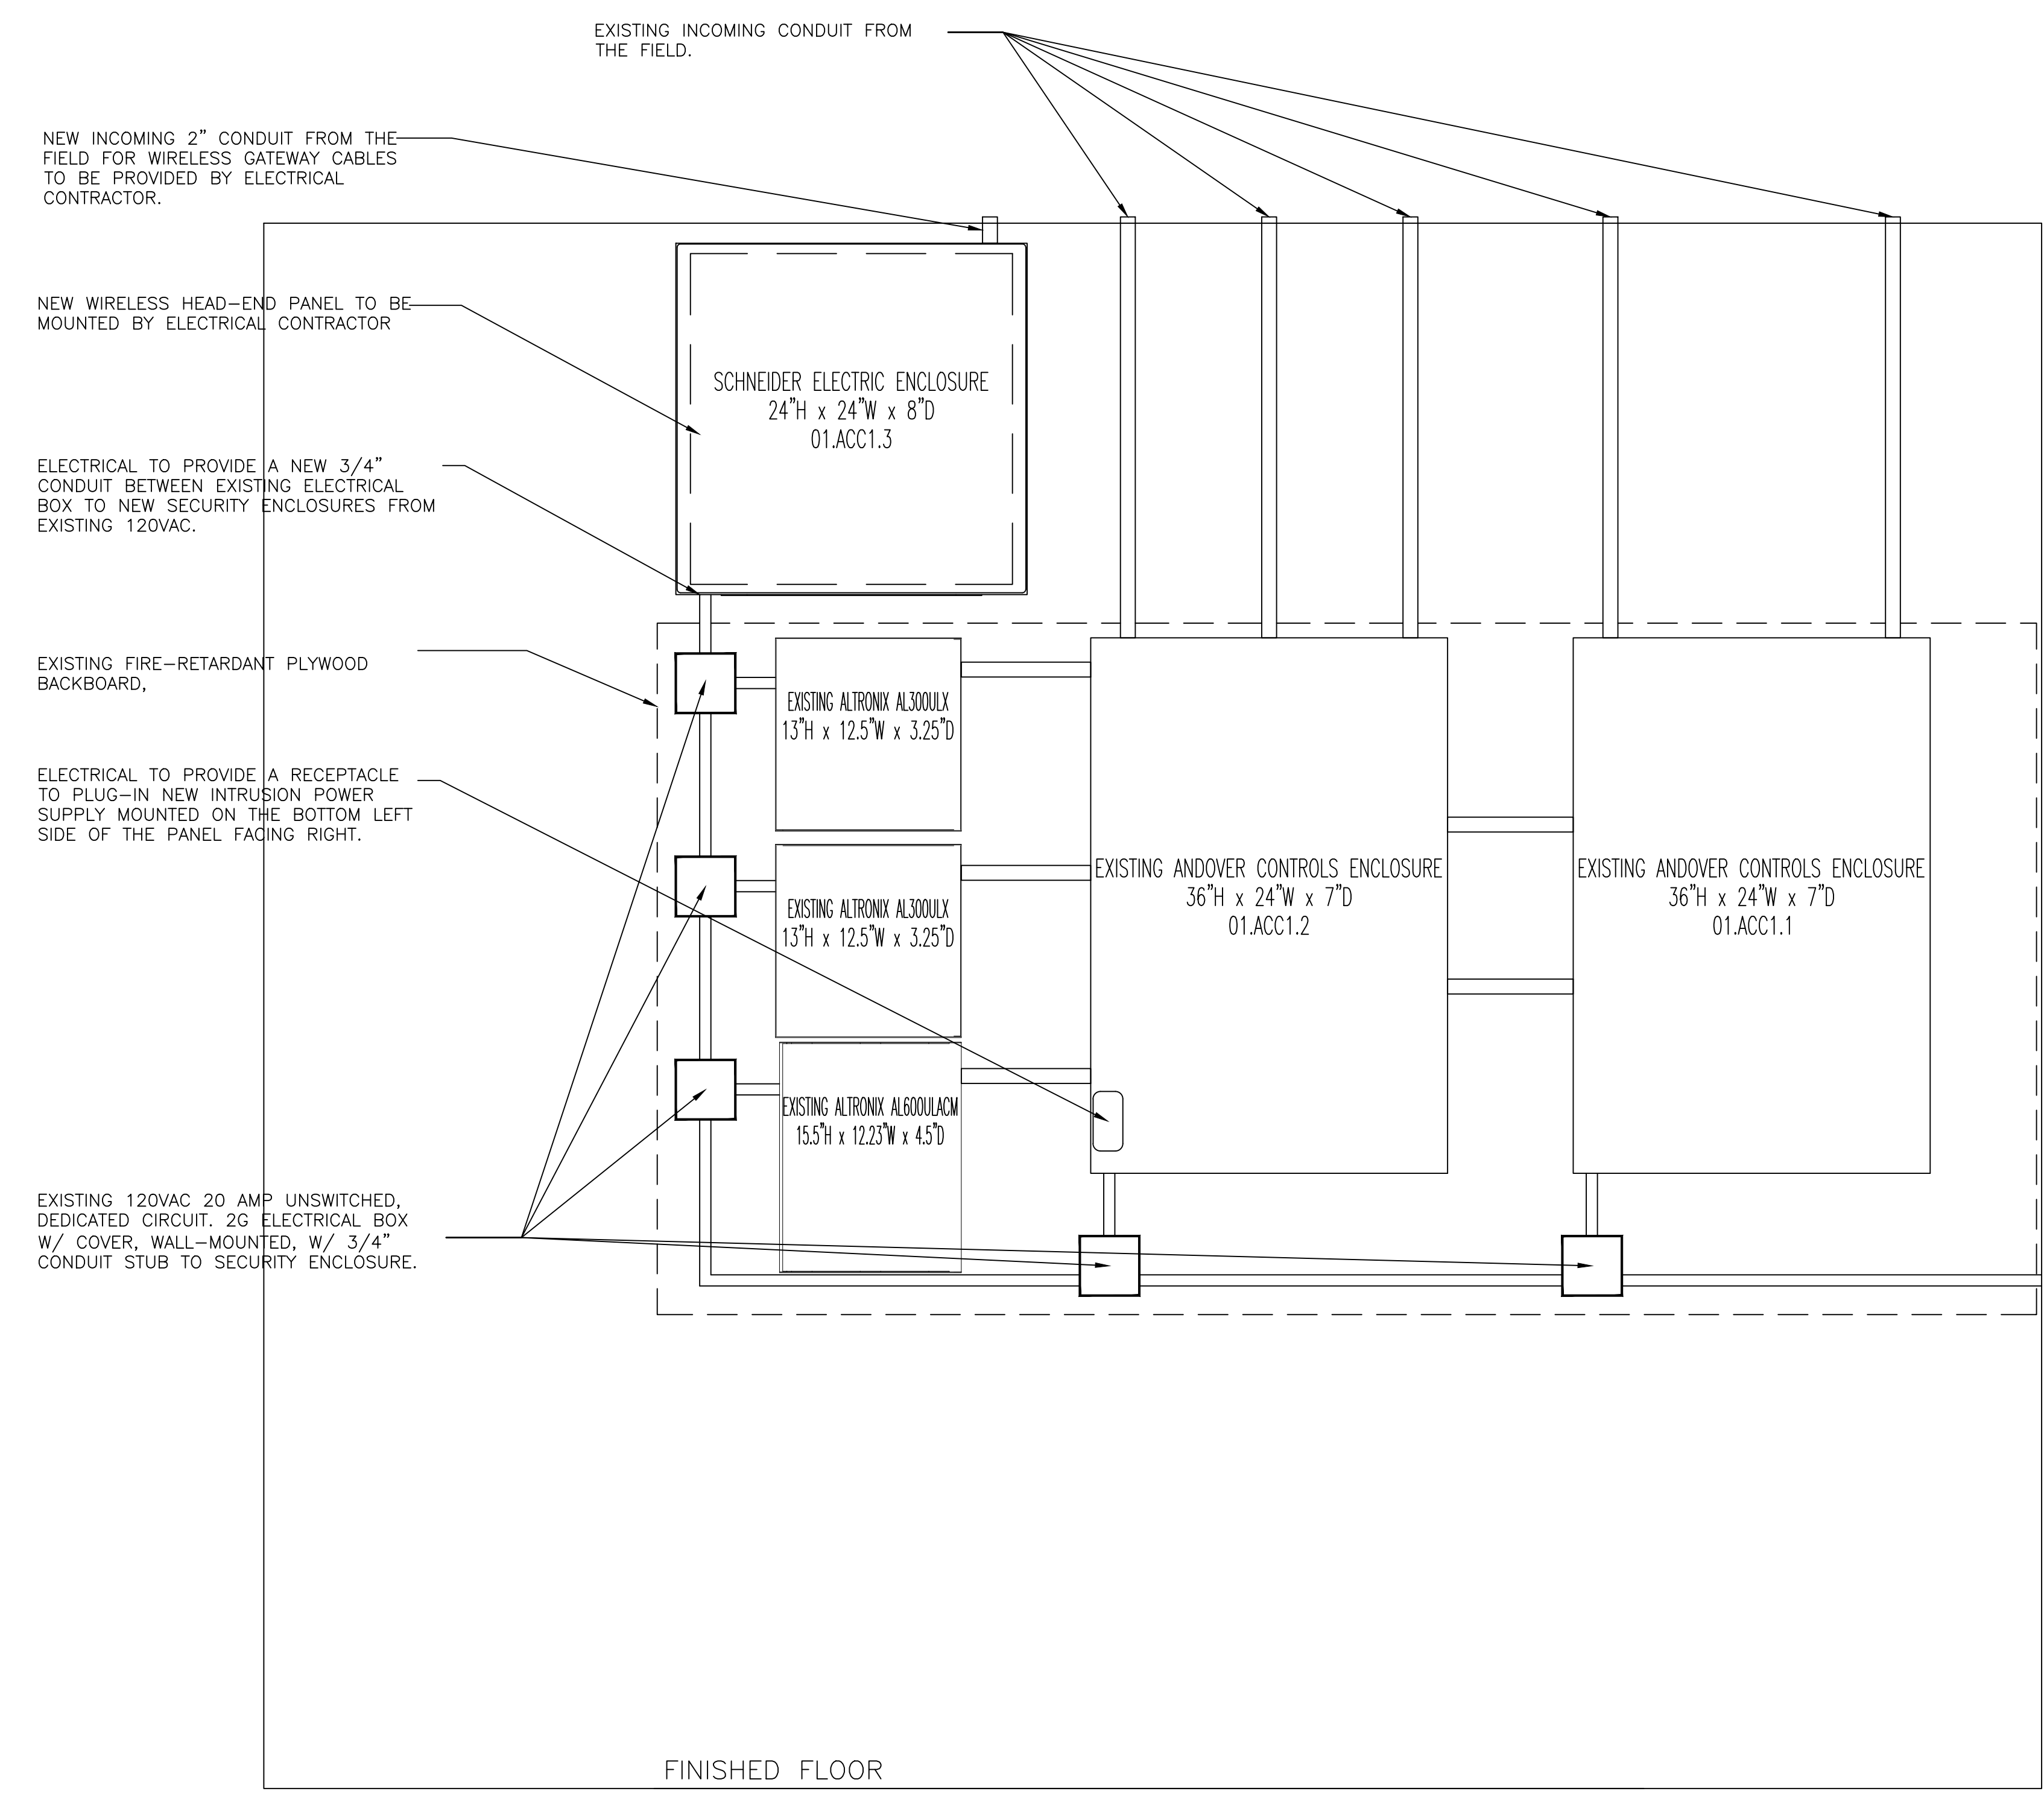 EXISTING INCOMING CONDUIT FROM
THE FIELD.
NEW INCOMING 2" CONDUIT FROM THE
FIELD FOR WIRELESS GATEWAY CABLES
TO BE PROVIDED BY ELECTRICAL
CONTRACTOR.
NEW WIRELESS HEAD-END PANEL TO BE
MOUNTED BY ELECTRICAL CONTRACTOR
SCHNEIDER ELECTRIC ENCLOSURE
24"H x 24"W x 8"D
01.ACC1.3
ELECTRICAL TO PROVIDE A NEW 3/4"
CONDUIT BETWEEN EXISTING ELECTRICAL
BOX TO NEW SECURITY ENCLOSURES FROM
EXISTING 120VAC.
EXISTING FIRE-RETARDANT PLYWOOD
BACKBOARD,
EXISTING ALTRONIX AL300ULX
13"H x 12.5"W x 3.25"D
ELECTRICAL TO PROVIDE A RECEPTACLE
TO PLUG-IN NEW INTRUSION POWER
SUPPLY MOUNTED ON THE BOTTOM LEFT
SIDE OF THE PANEL FACING RIGHT.
EXISTING ALTRONIX AL300ULX
13"H x 12.5"W x 3.25"D
EXISTING ANDOVER CONTROLS ENCLOSURE
36"H x 24"W x 7"D
01.ACC1.2
EXISTING ANDOVER CONTROLS ENCLOSURE
36"H x 24"W x 7"D
01.ACC1.1
EXISTING ALTRONIX AL600ULACM
15.5"H x 12.23"W x 4.5"D
EXISTING 120VAC 20 AMP UNSWITCHED,
DEDICATED CIRCUIT. 2G ELECTRICAL BOX
W/ COVER, WALL-MOUNTED, W/ 3/4"
CONDUIT STUB TO SECURITY ENCLOSURE.
FINISHED FLOOR